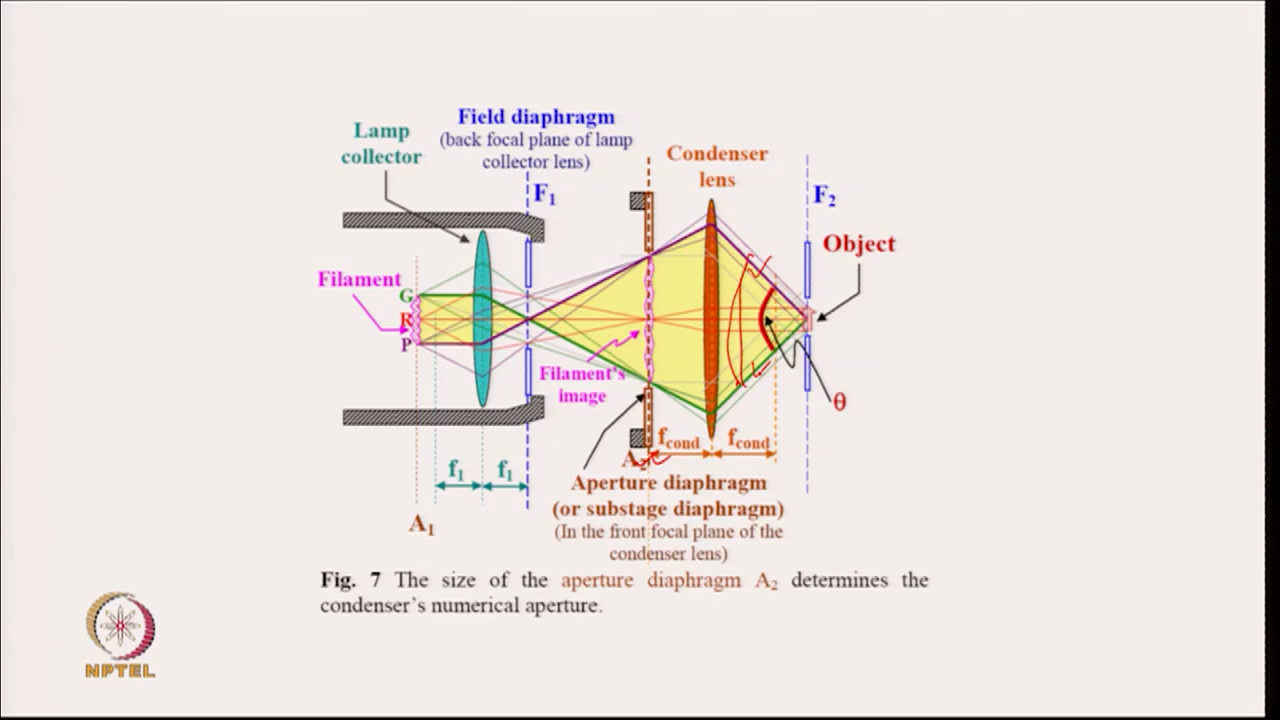 Field diaphragm
(back focal plane of lamp
collector lens)
Lamp
collector
Condenser
lens
F1
F2
Object
Filament
G
R
P
Filament's
image
θ
fcond
fcond
A2
f1
f1
Aperture diaphragm
(or substage diaphragm)
(In the front focal plane of the
condenser lens)
A1
Fig. 7 The size of the aperture diaphragm A2 determines the
condenser's numerical aperture.
NPTEL